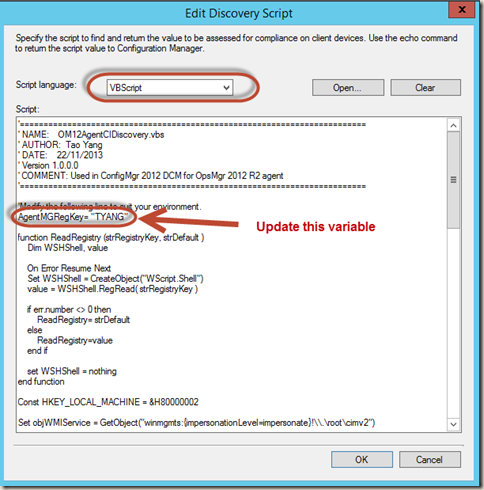 Edit Discovery Script
Specify the script to find and return the value to be assessed for compliance on client devices. Use the echo command
to return the script value to Configuration Manager.
Script language:
VBScript
Open...
Clear
Script:
'========================================================================
' NAME: OM12AgentCIDiscovery.vbs
' AUTHOR: Tao Yang
' DATE: 22/11/2013
' Version 1.0.0.0
' COMMENT: Used in ConfigMgr 2012 DCM for OpsMgr 2012 R2 agent
'========================================================================
'Modify the following line to suit your environment.
AgentMGRegKey= "TYANG"
Update this variable
function ReadRegistry (strRegistryKey, strDefault )
Dim WSHShell, value
On Error Resume Next
Set WSHShell = CreateObject("WScript.Shell")
value = WSHShell.RegRead( strRegistryKey )
if err.number <> 0 then
ReadRegistry= strDefault
else
ReadRegistry=value
end if
set WSHShell = nothing
end function
Const HKEY_LOCAL_MACHINE = &H80000002
Set objWMIService = GetObject("winmgmts:{impersonationLevel=impersonate}!\\.\root\cimv2")
OK
Cancel